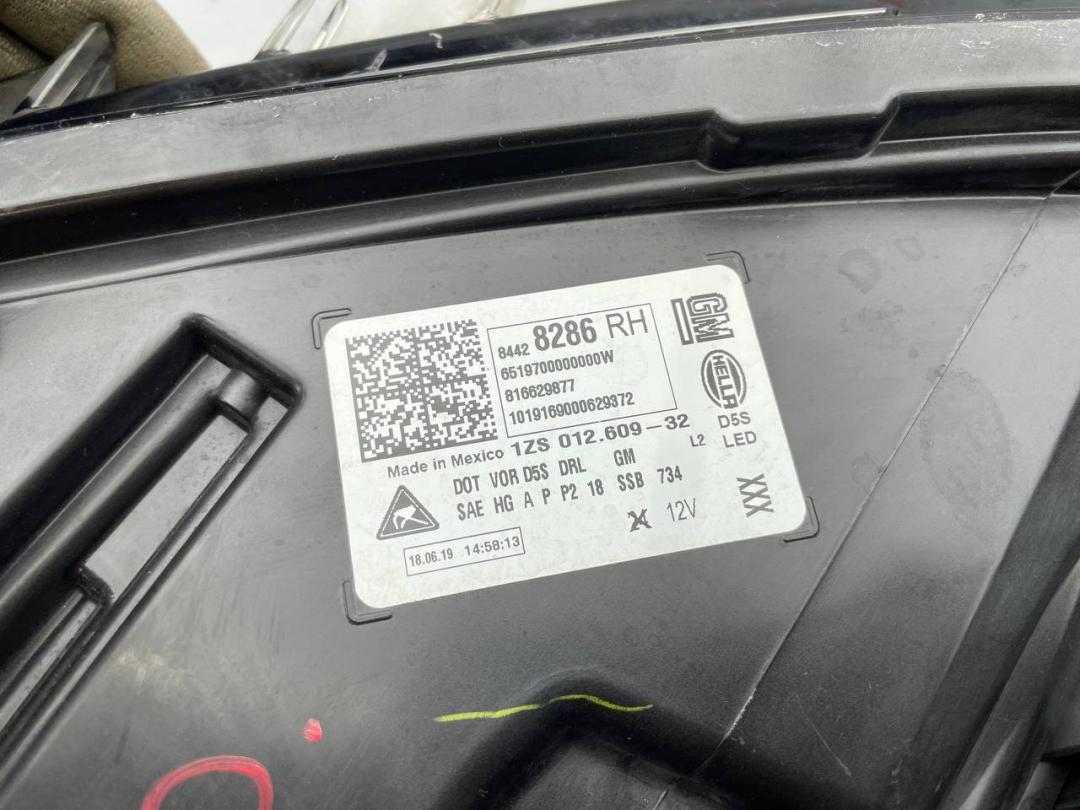 8442 8286 RH
6519700000000W
816629877
1019169000629372
GM
HELLA
D5S
LED
Made in Mexico 1ZS 012.609-32 L2
DOT VOR D5S DRL GM
SAE HG A P P2 18 SSB 734
12V
XXX
18.06.19 14:58:13